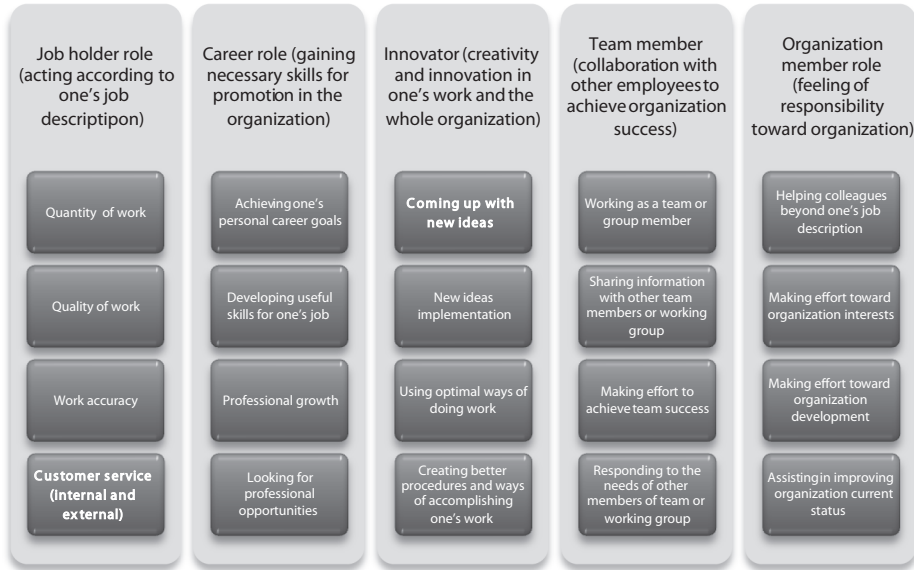 Job holder role
(acting according to
one's job
descriptipon)
Quantity of work
Quality of work
Work accuracy
Customer service
(internal and
external)
Career role (gaining
necessary skills for
promotion in the
organization)
Achieving one's
personal career goals
Developing useful
skills for one's job
Professional growth
Looking for
professional
opportunities
Innovator (creativity
and innovation in
one's work and the
whole organization)
Coming up with
new ideas
New ideas
implementation
Using optimal ways of
doing work
Creating better
procedures and ways
of accomplishing
one's work
Team member
(collaboration with
other employees to
achieve organization
success)
Working as a team or
group member
Sharing information
with other team
members or working
group
Making effort to
achieve team success
Responding to the
needs of other
members of team or
working group
Organization
member role
(feeling of
responsibility
toward organization)
Helping colleagues
beyond one's job
description
Making effort toward
organization interests
Making effort toward
organization
development
Assisting in improving
organization current
status